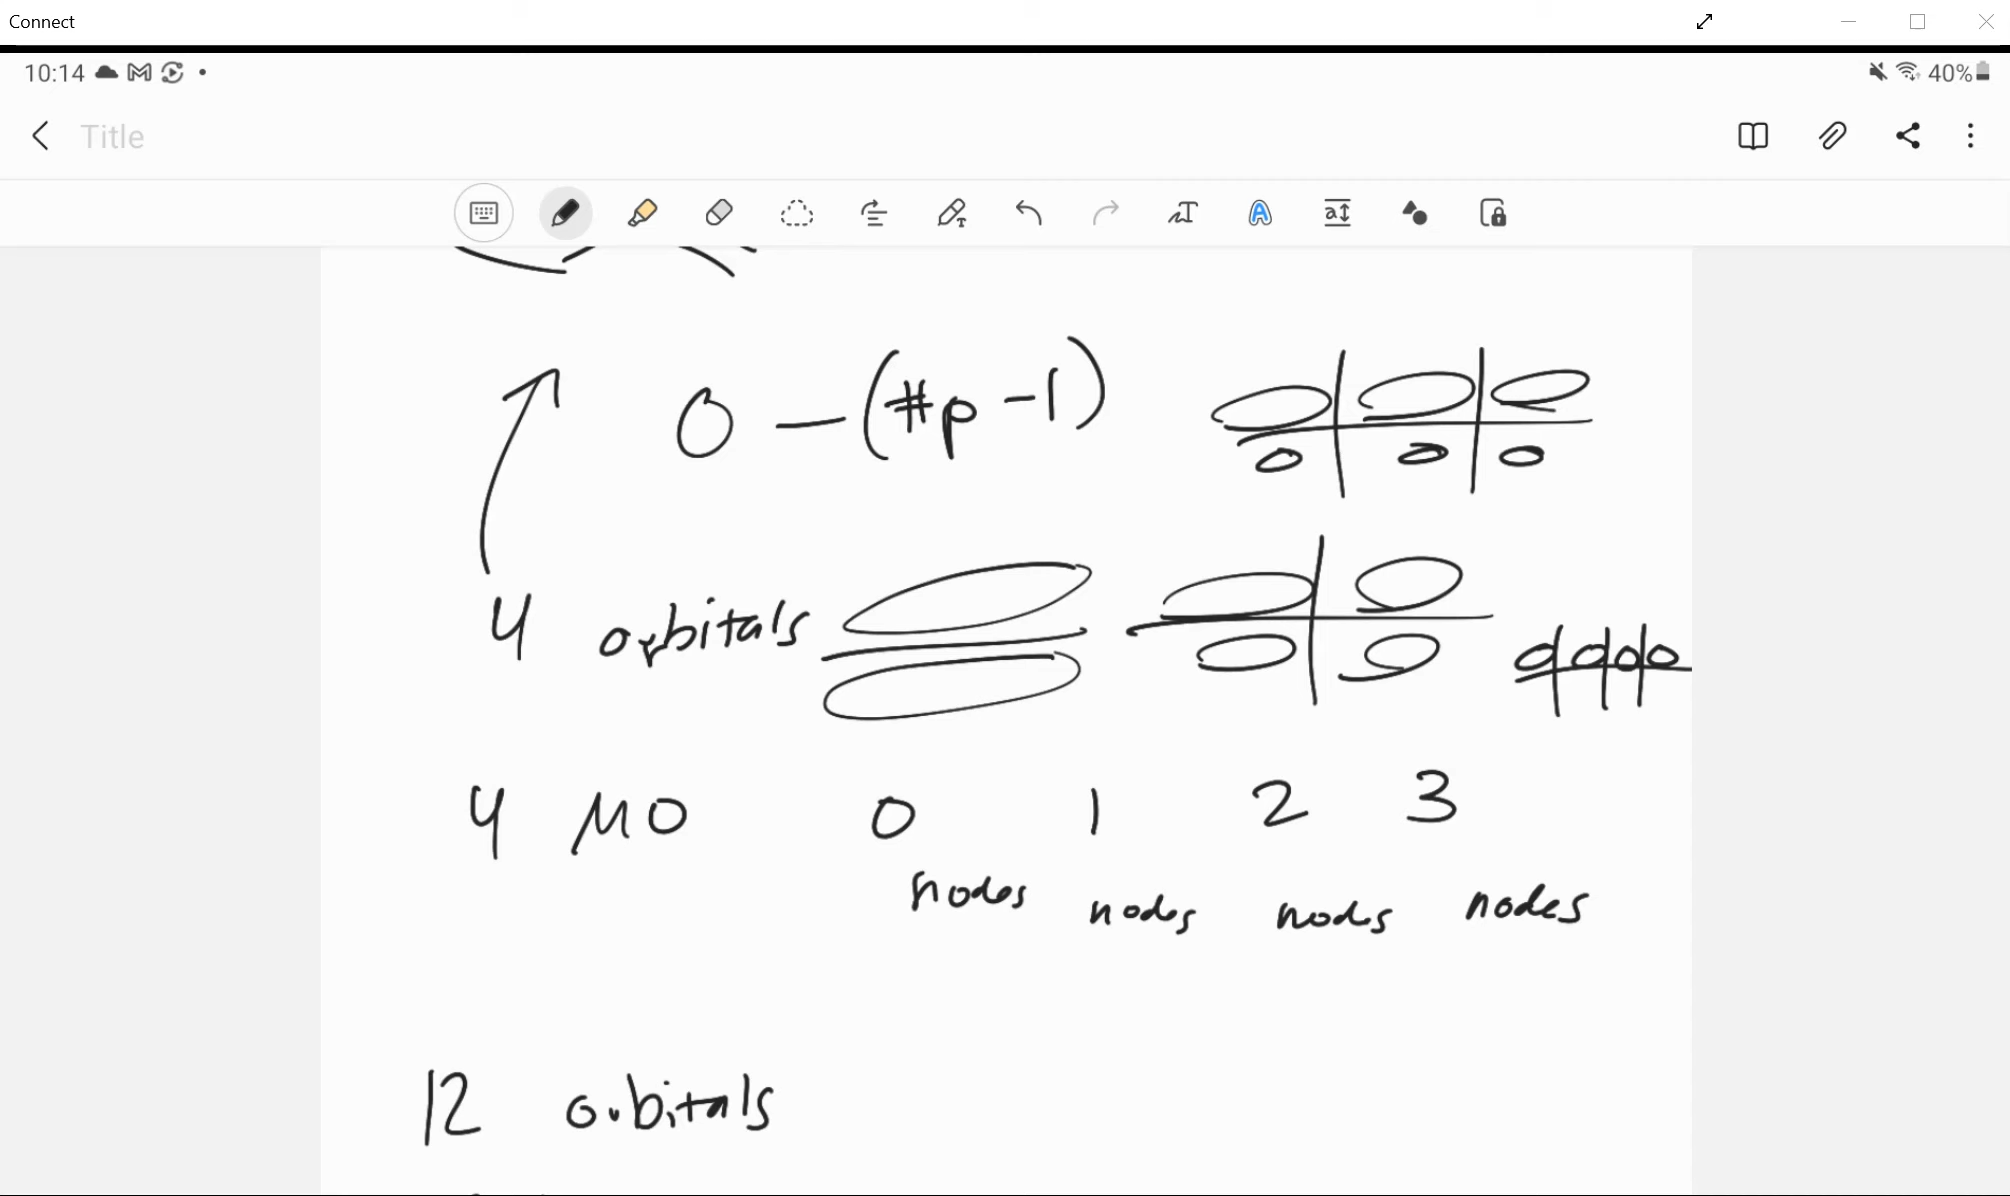 Connect
10:14 40%
Title
0 – (#p – 1)
4 orbitals
4 MO 0 1 2 3
nodes nodes nodes nodes
12 orbitals